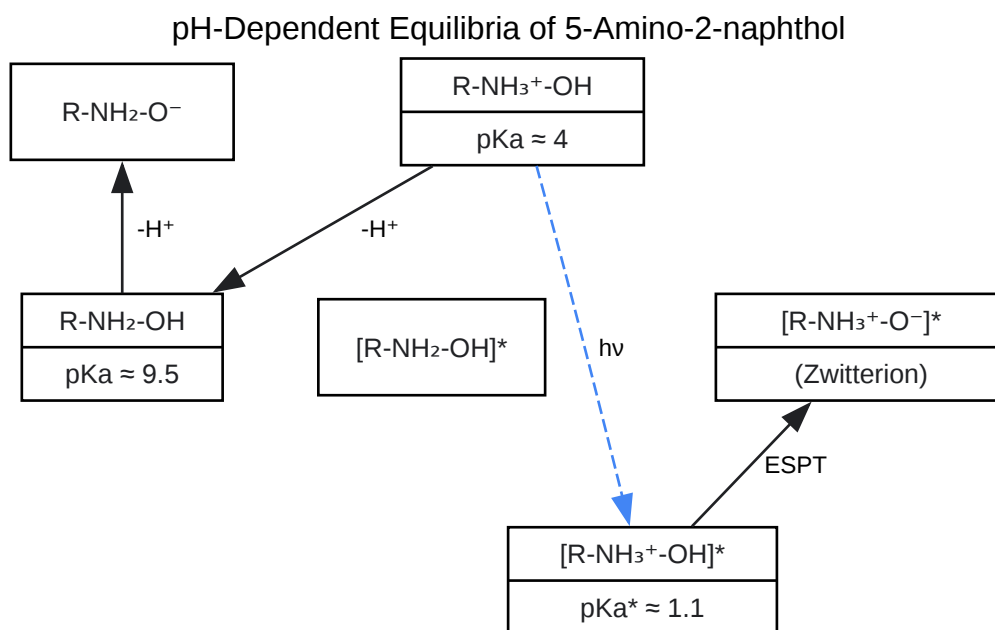 pH-Dependent Equilibria of 5-Amino-2-naphthol
R-NH₂-O⁻
R-NH₃⁺-OH
pKa ≈ 4
-H⁺
-H⁺
R-NH₂-OH
pKa ≈ 9.5
[R-NH₂-OH]*
hν
[R-NH₃⁺-O⁻]*
(Zwitterion)
ESPT
[R-NH₃⁺-OH]*
pKa* ≈ 1.1